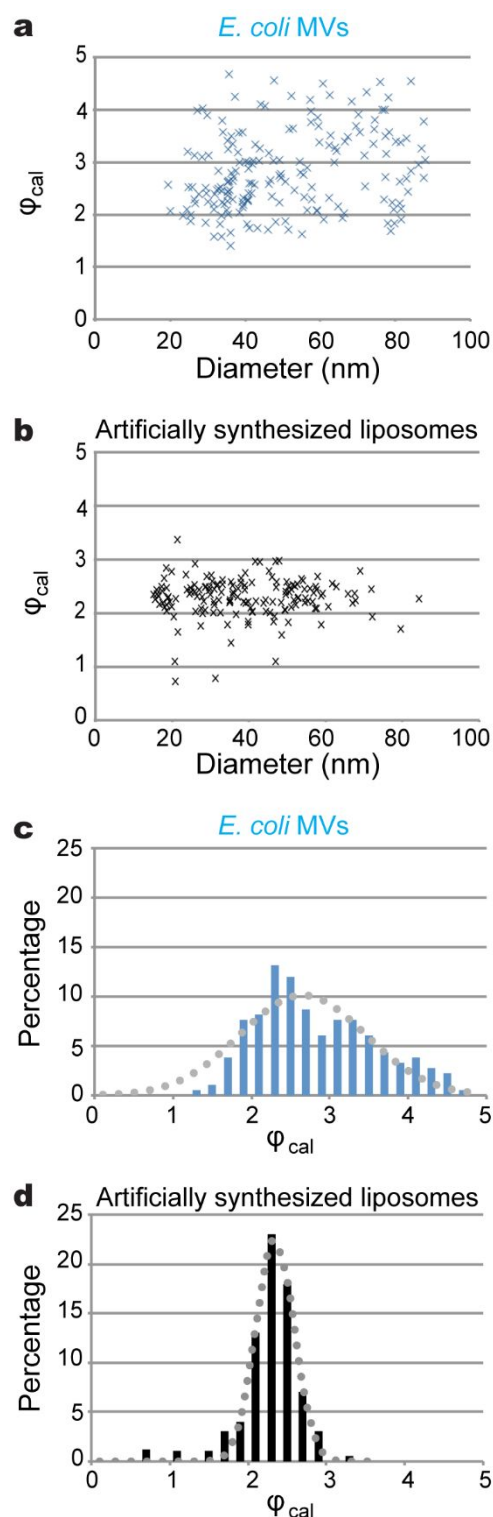 a
E. coli MVs
5
4
3
2
1
0
φcal
0 20 40 60 80 100
Diameter (nm)
b Artificially synthesized liposomes
5
4
3
2
1
0
φcal
0 20 40 60 80 100
Diameter (nm)
c
E. coli MVs
25
20
15
10
5
0
Percentage
1 2 3 4 5
φcal
d Artificially synthesized liposomes
25
20
15
10
5
0
Percentage
0 1 2 3 4 5
φcal